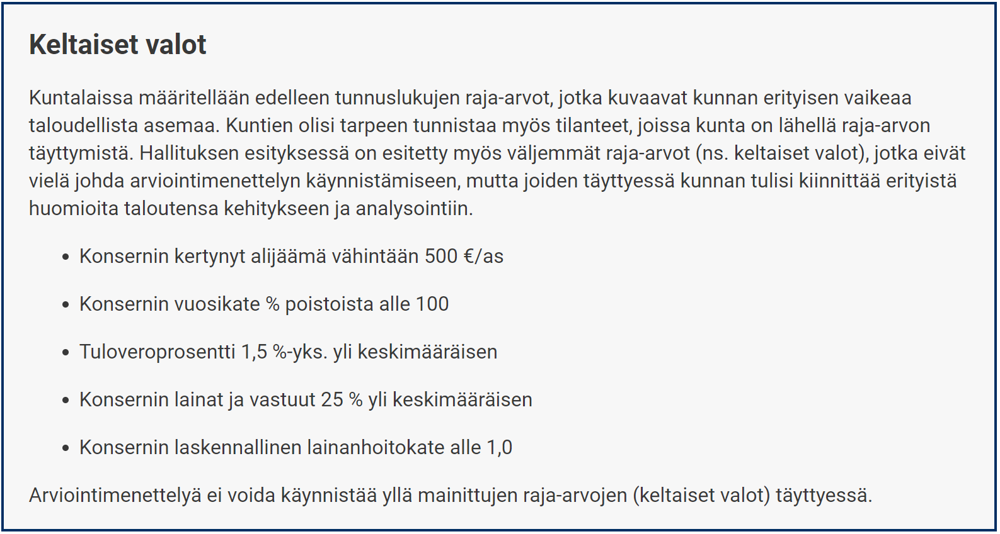 Keltaiset valot
Kuntalaissa määritellään edelleen tunnuslukujen raja-arvot, jotka kuvaavat kunnan erityisen vaikeaa
taloudellista asemaa. Kuntien olisi tarpeen tunnistaa myös tilanteet, joissa kunta on lähellä raja-arvon
täyttymistä. Hallituksen esityksessä on esitetty myös väljemmät raja-arvot (ns. keltaiset valot), jotka eivät
vielä johda arviointimenettelyn käynnistämiseen, mutta joiden täyttyessä kunnan tulisi kiinnittää erityistä
huomioita taloutensa kehitykseen ja analysointiin.
• Konsernin kertynyt alijäämä vähintään 500 €/as
• Konsernin vuosikate % poistoista alle 100
• Tuloveroprosentti 1,5 %-yks. yli keskimääräisen
• Konsernin lainat ja vastuut 25 % yli keskimääräisen
• Konsernin laskennallinen lainanhoitokate alle 1,0
Arviointimenettelyä ei voida käynnistää yllä mainittujen raja-arvojen (keltaiset valot) täyttyessä.